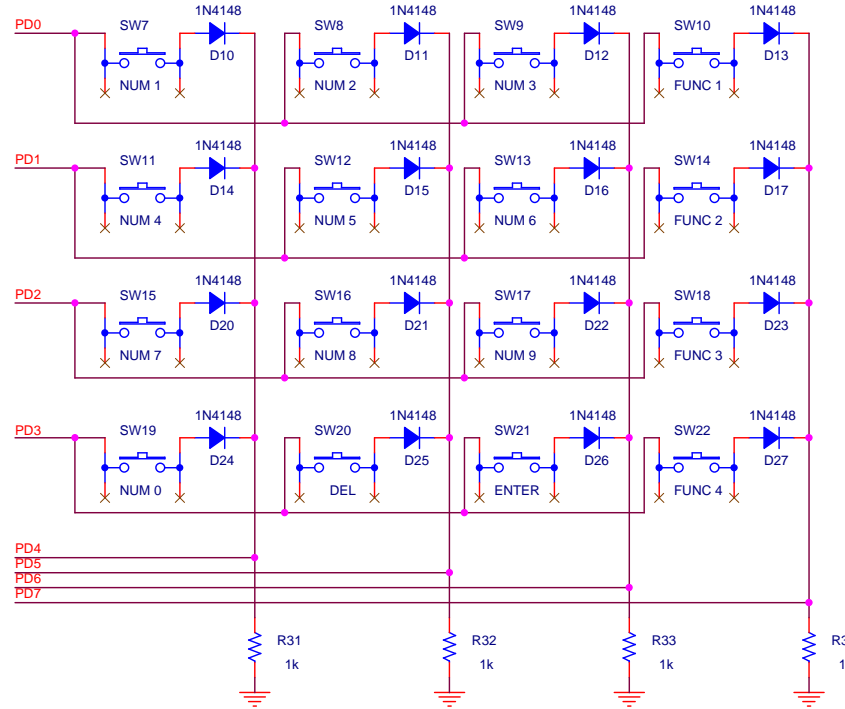 1N4148 1N4148 1N4148 1N4148
PD0 SW7 SW8 SW9 SW10
D10 D11 D12 D13
NUM 1 NUM 2 NUM 3 FUNC 1
1N4148 1N4148 1N4148 1N4148
PD1 SW11 SW12 SW13 SW14
D14 D15 D16 D17
NUM 4 NUM 5 NUM 6 FUNC 2
1N4148 1N4148 1N4148 1N4148
PD2 SW15 SW16 SW17 SW18
D20 D21 D22 D23
NUM 7 NUM 8 NUM 9 FUNC 3
1N4148 1N4148 1N4148 1N4148
PD3 SW19 SW20 SW21 SW22
D24 D25 D26 D27
NUM 0 DEL ENTER FUNC 4
PD4
PD5
PD6
PD7
R31 R32 R33
1k 1k 1k